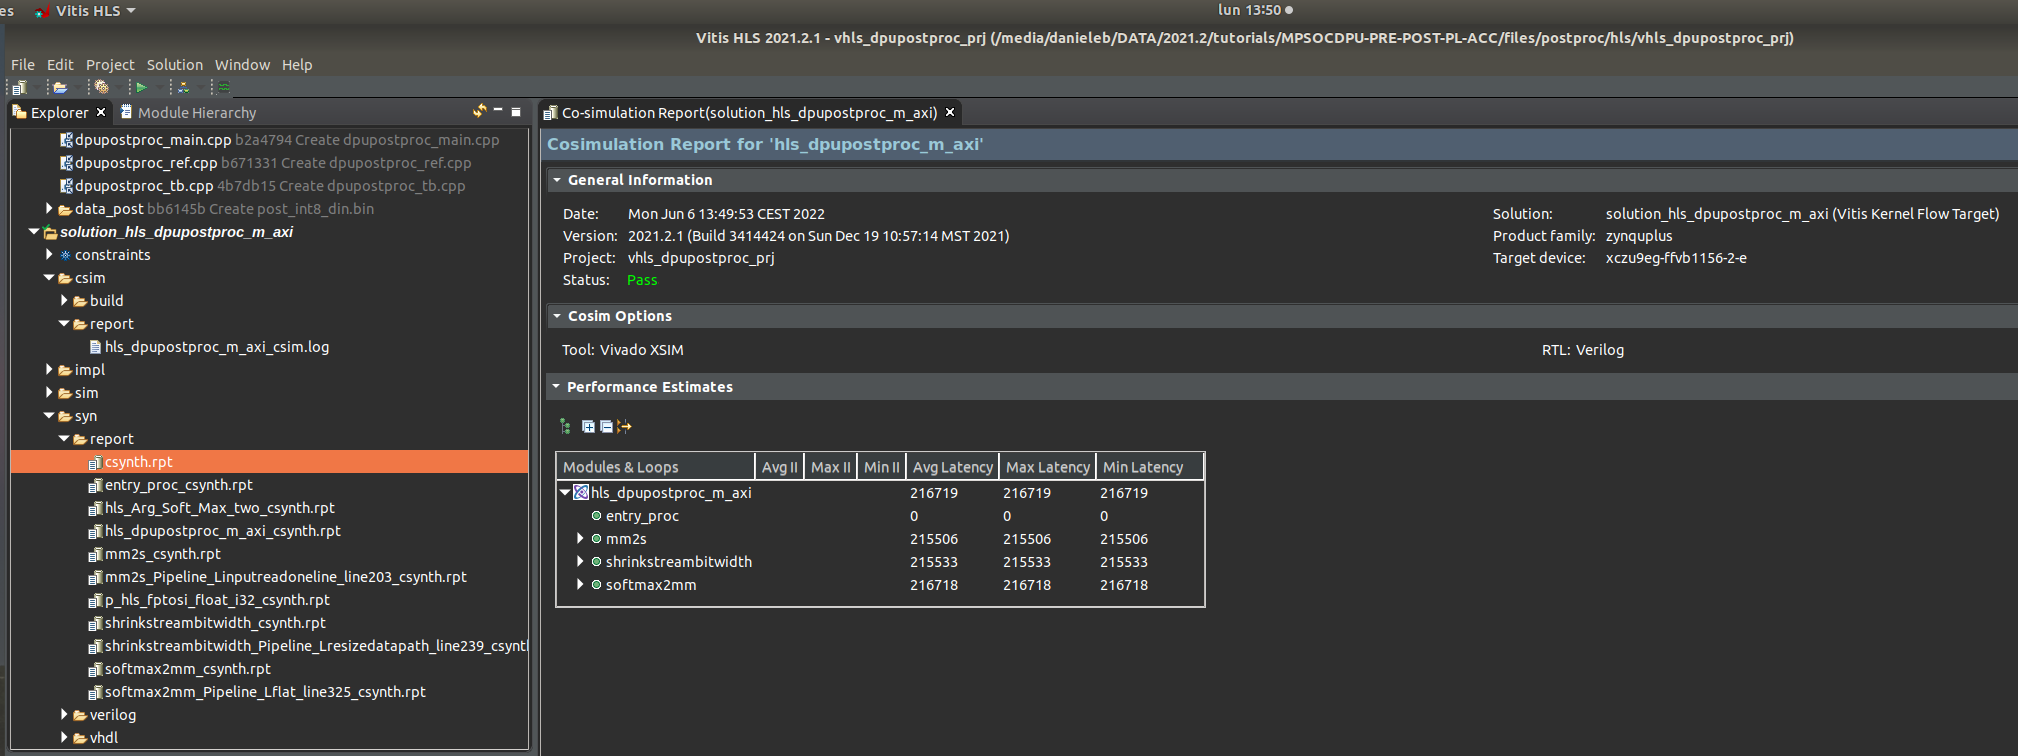 es Vitis HLS lun 13:50
Vitis HLS 2021.2.1 - vhls_dpupostproc_prj (/media/danieleb/DATA/2021.2/tutorials/MPSOCDPU-PRE-POST-PL-ACC/files/postproc/hls/vhls_dpupostproc_prj)
File Edit Project Solution Window Help
Explorer Module Hierarchy
dpupostproc_main.cpp b2a4794 Create dpupostproc_main.cpp
dpupostproc_ref.cpp b671331 Create dpupostproc_ref.cpp
dpupostproc_tb.cpp 4b7db15 Create dpupostproc_tb.cpp
data_post bb6145b Create post_int8_din.bin
solution_hls_dpupostproc_m_axi
constraints
csim
build
report
hls_dpupostproc_m_axi_csim.log
impl
sim
syn
report
csynth.rpt
entry_proc_csynth.rpt
hls_Arg_Soft_Max_two_csynth.rpt
hls_dpupostproc_m_axi_csynth.rpt
mm2s_csynth.rpt
mm2s_Pipeline_Linputreadoneline_line203_csynth.rpt
p_hls_fptosi_float_i32_csynth.rpt
shrinkstreambitwidth_csynth.rpt
shrinkstreambitwidth_Pipeline_Lresizedatapath_line239_csynth
softmax2mm_csynth.rpt
softmax2mm_Pipeline_Lflat_line325_csynth.rpt
verilog
vhdl
Co-simulation Report(solution_hls_dpupostproc_m_axi)
Cosimulation Report for 'hls_dpupostproc_m_axi'
General Information
Date: Mon Jun 6 13:49:53 CEST 2022
Version: 2021.2.1 (Build 3414424 on Sun Dec 19 10:57:14 MST 2021)
Project: vhls_dpupostproc_prj
Status: Pass
Solution: solution_hls_dpupostproc_m_axi (Vitis Kernel Flow Target)
Product family: zynquplus
Target device: xczu9eg-ffvb1156-2-e
Cosim Options
Tool: Vivado XSIM RTL: Verilog
Performance Estimates
Modules & Loops Avg II Max II Min II Avg Latency Max Latency Min Latency
hls_dpupostproc_m_axi 216719 216719 216719
entry_proc 0 0 0
mm2s 215506 215506 215506
shrinkstreambitwidth 215533 215533 215533
softmax2mm 216718 216718 216718